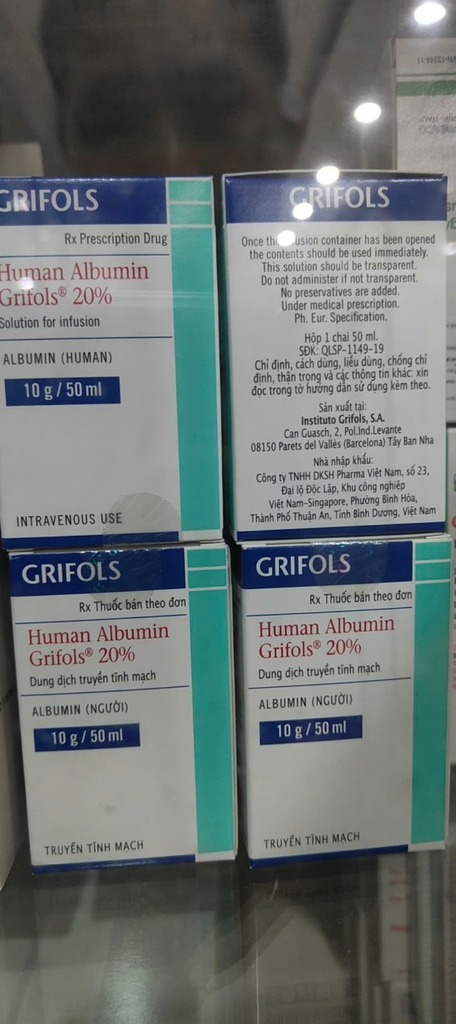 GRIFOLS
Rx Prescription Drug
Human Albumin
Grifols® 20%
Solution for infusion
ALBUMIN (HUMAN)
10 g / 50 ml
INTRAVENOUS USE
GRIFOLS
Once the infusion container has been opened
the contents should be used immediately.
This solution should be transparent.
Do not administer if not transparent.
No preservatives are added.
Under medical prescription.
Ph. Eur. Specification.
Hộp 1 chai 50 ml.
SĐK: QLSP-1149-19
Chỉ định, cách dùng, liều dùng, chống chỉ
định, thận trọng và các thông tin khác: xin
đọc trong tờ hướng dẫn sử dụng kèm theo.
Sản xuất tại:
Instituto Grifols, S.A.
Can Guasch, 2, Pol.Ind.Levante
08150 Parets del Vallès (Barcelona) Tây Ban Nha
Nhà nhập khẩu:
Công ty TNHH DKSH Pharma Việt Nam, số 23,
Đại lộ Độc Lập, Khu công nghiệp
Việt Nam-Singapore, Phường Bình Hòa,
Thành Phố Thuận An, Tỉnh Bình Dương, Việt Nam
GRIFOLS
Rx Thuốc bán theo đơn
Human Albumin
Grifols® 20%
Dung dịch truyền tĩnh mạch
ALBUMIN (NGƯỜI)
10 g / 50 ml
TRUYỀN TĨNH MẠCH
GRIFOLS
Rx Thuốc bán theo đơn
Human Albumin
Grifols® 20%
Dung dịch truyền tĩnh mạch
ALBUMIN (NGƯỜI)
10 g / 50 ml
TRUYỀN TĨNH MẠCH